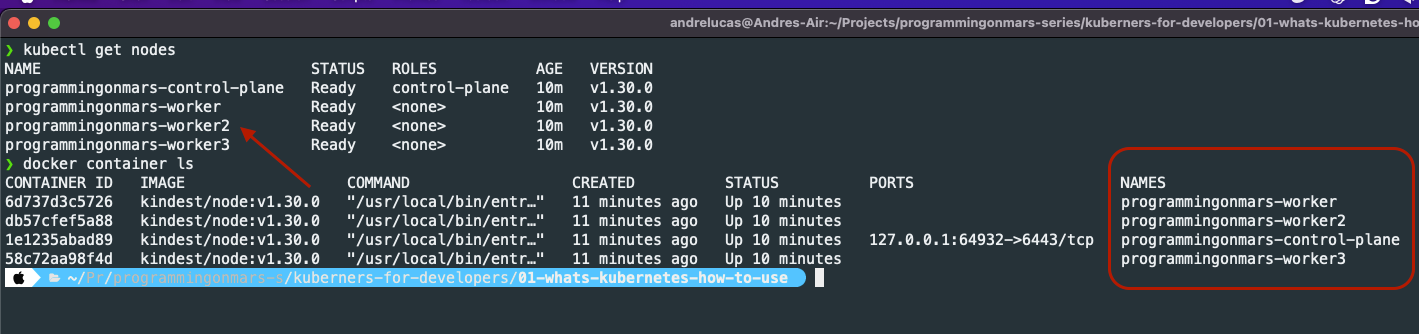 andrelucas@Andres-Air:~/Projects/programmingonmars-series/kuberners-for-developers/01-whats-kubernetes-ho
❯ kubectl get nodes
NAME STATUS ROLES AGE VERSION
programmingonmars-control-plane Ready control-plane 10m v1.30.0
programmingonmars-worker Ready <none> 10m v1.30.0
programmingonmars-worker2 Ready <none> 10m v1.30.0
programmingonmars-worker3 Ready <none> 10m v1.30.0
❯ docker container ls
CONTAINER ID IMAGE COMMAND CREATED STATUS PORTS NAMES
6d737d3c5726 kindest/node:v1.30.0 "/usr/local/bin/entr…" 11 minutes ago Up 10 minutes programmingonmars-worker
db57cfef5a88 kindest/node:v1.30.0 "/usr/local/bin/entr…" 11 minutes ago Up 10 minutes programmingonmars-worker2
1e1235abad89 kindest/node:v1.30.0 "/usr/local/bin/entr…" 11 minutes ago Up 10 minutes 127.0.0.1:64932->6443/tcp programmingonmars-control-plane
58c72aa98f4d kindest/node:v1.30.0 "/usr/local/bin/entr…" 11 minutes ago Up 10 minutes programmingonmars-worker3
~/Pr/programmingonmars-s/kuberners-for-developers/01-whats-kubernetes-how-to-use